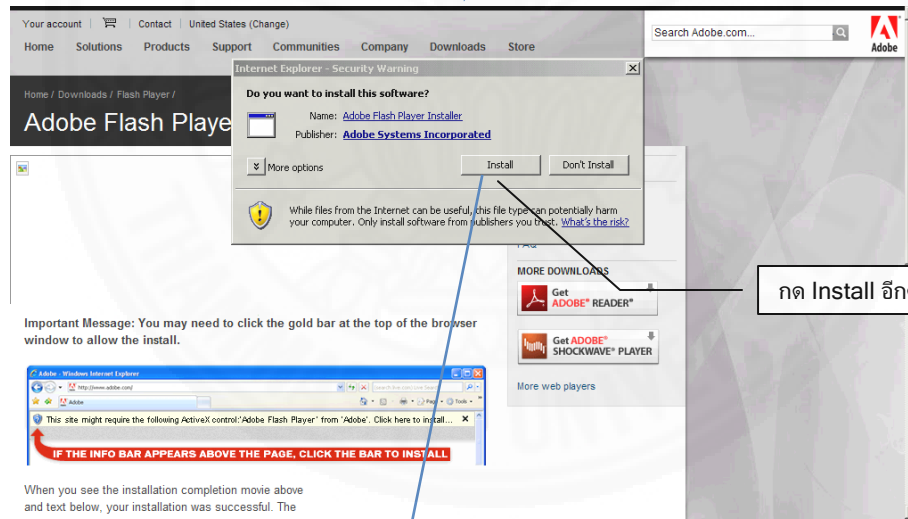 Your account | Contact | United States (Change)
Home Solutions Products Support Communities Company Downloads Store
Search Adobe.com...
Adobe
Internet Explorer - Security Warning
Do you want to install this software?
Name: Adobe Flash Player Installer
Publisher: Adobe Systems Incorporated
More options
Install
Don't Install
While files from the Internet can be useful, this file type can potentially harm
your computer. Only install software from publishers you trust. What's the risk?
Home / Downloads / Flash Player /
Adobe Flash Playe
FAQ
MORE DOWNLOADS
Get
ADOBE® READER®
Get ADOBE®
SHOCKWAVE® PLAYER
More web players
กด Install อีก
Important Message: You may need to click the gold bar at the top of the browser
window to allow the install.
Adobe - Windows Internet Explorer
http://www.adobe.com/
Adobe
Page Tools
This site might require the following ActiveX control:'Adobe Flash Player' from 'Adobe'. Click here to install...
IF THE INFO BAR APPEARS ABOVE THE PAGE, CLICK THE BAR TO INSTALL
When you see the installation completion movie above
and text below, your installation was successful. The